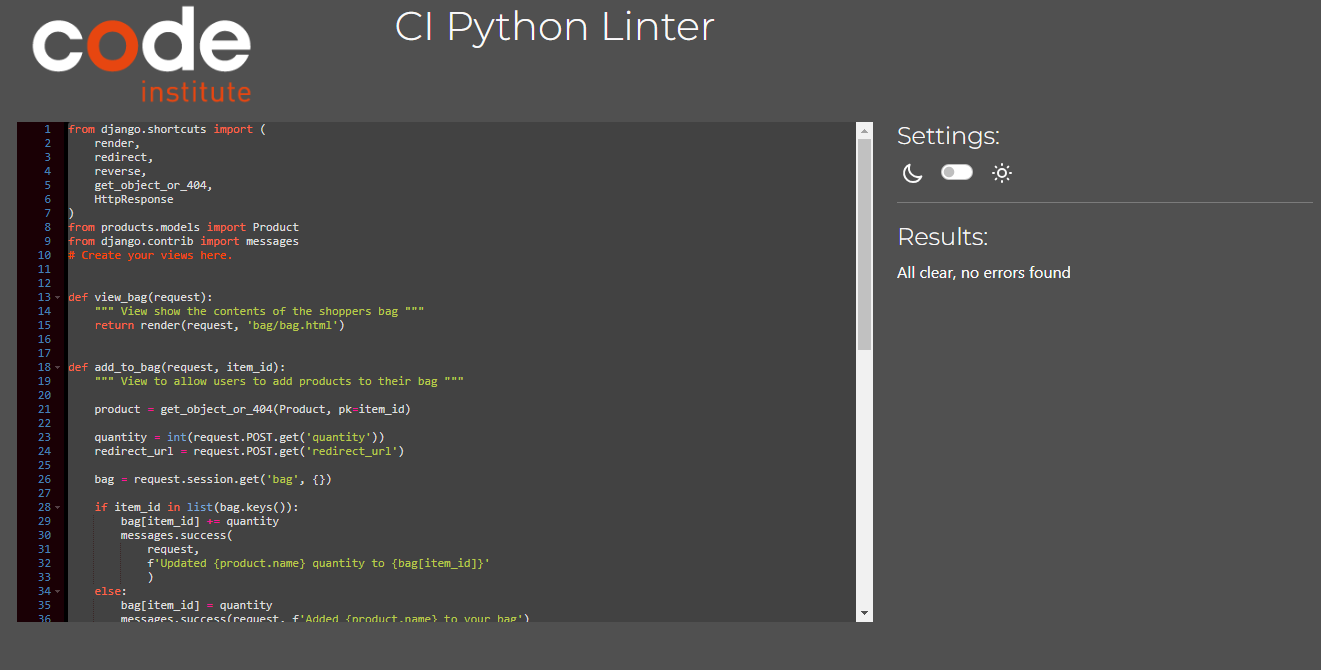 code
institute
CI Python Linter
1 from django.shortcuts import (
2     render,
3     redirect,
4     reverse,
5     get_object_or_404,
6     HttpResponse
7 )
8 from products.models import Product
9 from django.contrib import messages
10 # Create your views here.
11
12
13 def view_bag(request):
14     """ View show the contents of the shoppers bag """
15     return render(request, 'bag/bag.html')
16
17
18 def add_to_bag(request, item_id):
19     """ View to allow users to add products to their bag """
20
21     product = get_object_or_404(Product, pk=item_id)
22
23     quantity = int(request.POST.get('quantity'))
24     redirect_url = request.POST.get('redirect_url')
25
26     bag = request.session.get('bag', {})
27
28     if item_id in list(bag.keys()):
29         bag[item_id] += quantity
30         messages.success(
31             request,
32             f'Updated {product.name} quantity to {bag[item_id]}'
33             )
34     else:
35         bag[item_id] = quantity
36         messages.success(request, f'Added {product.name} to your bag')
Settings:
Results:
All clear, no errors found